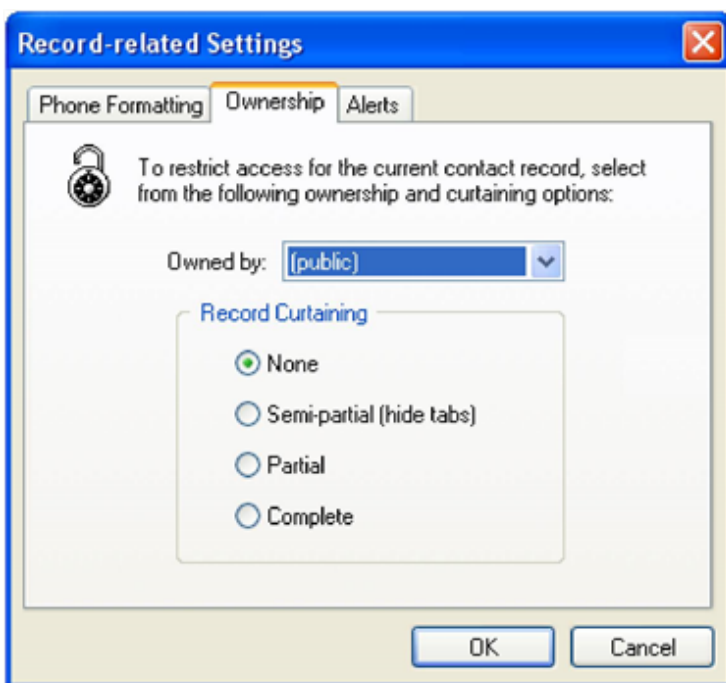 Record-related Settings
Phone Formatting Ownership Alerts
To restrict access for the current contact record, select
from the following ownership and curtaining options:
Owned by: (public)
Record Curtaining
None
Semi-partial (hide tabs)
Partial
Complete
OK Cancel